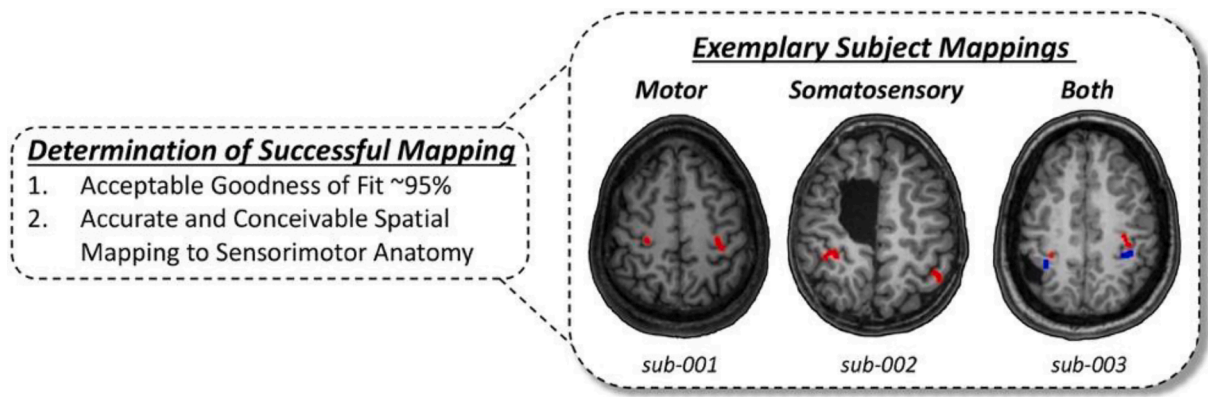 Exemplary Subject Mappings
Motor
Somatosensory
Both
Determination of Successful Mapping
1. Acceptable Goodness of Fit ~95%
2. Accurate and Conceivable Spatial
Mapping to Sensorimotor Anatomy
sub-001
sub-002
sub-003